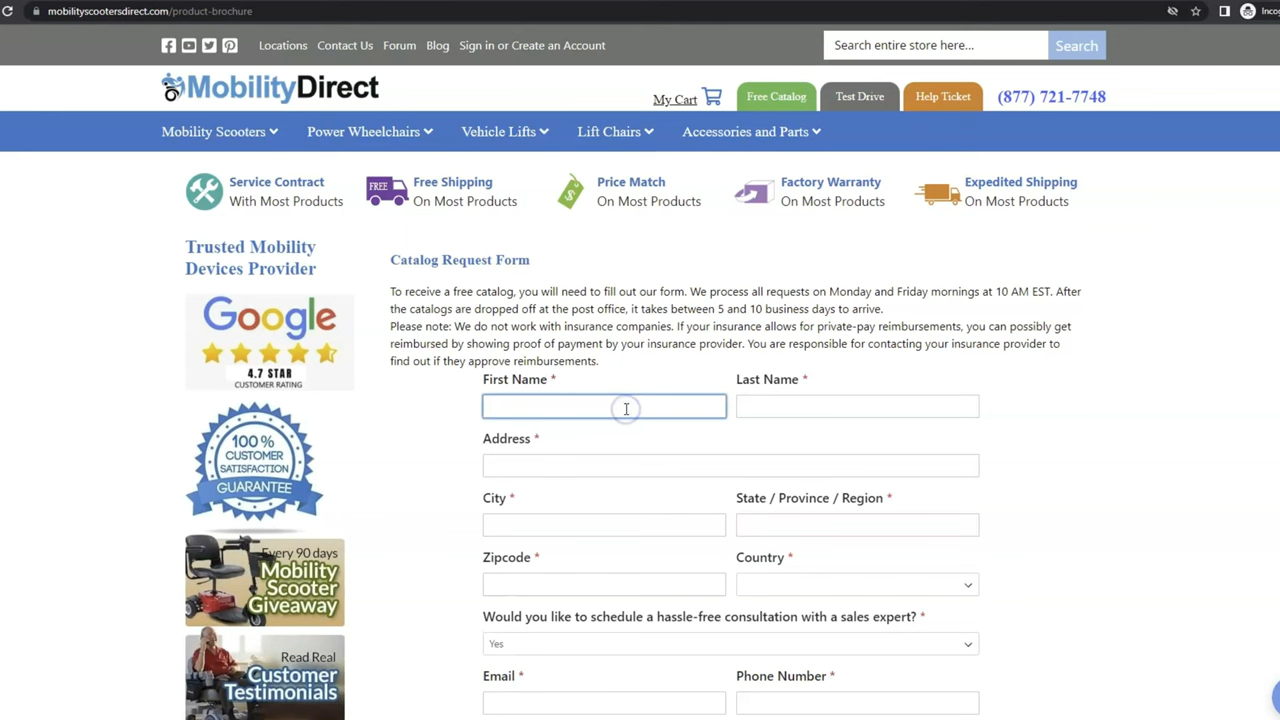 mobilityscootersdirect.com/product-brochure
Locations Contact Us Forum Blog Sign in or Create an Account
Search entire store here... Search
MobilityDirect
My Cart Free Catalog Test Drive Help Ticket (877) 721-7748
Mobility Scooters Power Wheelchairs Vehicle Lifts Lift Chairs Accessories and Parts
Service Contract
With Most Products
FREE
Free Shipping
On Most Products
Price Match
On Most Products
Factory Warranty
On Most Products
Expedited Shipping
On Most Products
Trusted Mobility
Devices Provider
Google
4.7 STAR
CUSTOMER RATING
100%
CUSTOMER
SATISFACTION
GUARANTEE
Every 90 days
Mobility
Scooter
Giveaway
Read Real
Customer
Testimonials
Catalog Request Form
To receive a free catalog, you will need to fill out our form. We process all requests on Monday and Friday mornings at 10 AM EST. After
the catalogs are dropped off at the post office, it takes between 5 and 10 business days to arrive.
Please note: We do not work with insurance companies. If your insurance allows for private-pay reimbursements, you can possibly get
reimbursed by showing proof of payment by your insurance provider. You are responsible for contacting your insurance provider to
find out if they approve reimbursements.
First Name * Last Name *
Address *
City * State / Province / Region *
Zipcode * Country *
Would you like to schedule a hassle-free consultation with a sales expert? *
Yes
Email * Phone Number *